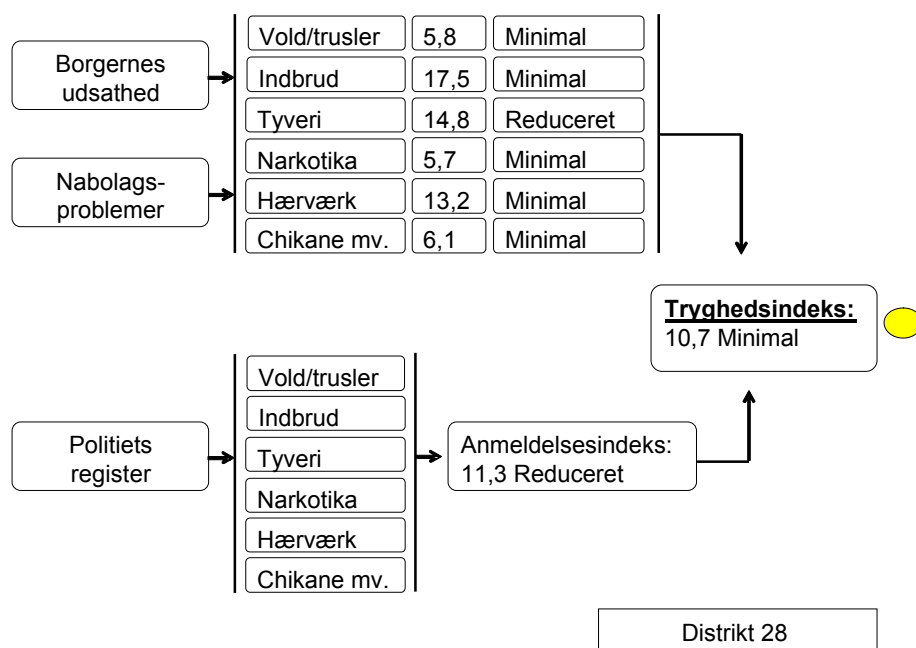 Borgernes
udsathed
Nabolags-
problemer
Vold/trusler 5,8 Minimal
Indbrud 17,5 Minimal
Tyveri 14,8 Reduceret
Narkotika 5,7 Minimal
Hærværk 13,2 Minimal
Chikane mv. 6,1 Minimal
Tryghedsindeks:
10,7 Minimal
Politiets
register
Vold/trusler
Indbrud
Tyveri
Narkotika
Hærværk
Chikane mv.
Anmeldelsesindeks:
11,3 Reduceret
Distrikt 28